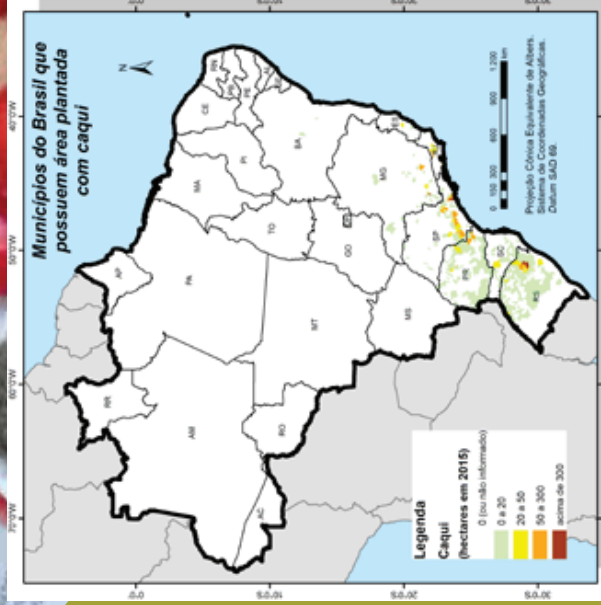 Municípios do Brasil que
possuem área plantada
com caqui
N
70°0'W
60°0'W
50°0'W
40°0'W
0°0'
10°0'S
20°0'S
30°0'S
RR
AP
AM
PA
MA
CE
RN
PB
PE
PI
AC
RO
TO
BA
MT
GO
MG
ES
MS
SP
PR
SC
RS
Legenda
Caqui
(hectares em 2015)
0 (ou não informado)
0 a 20
20 a 50
50 a 300
acima de 300
0 150 300 600 900 1.200
km
Projeção Cônica Equivalente de Albers.
Sistema de Coordenadas Geográficas.
Datum SAD 69.